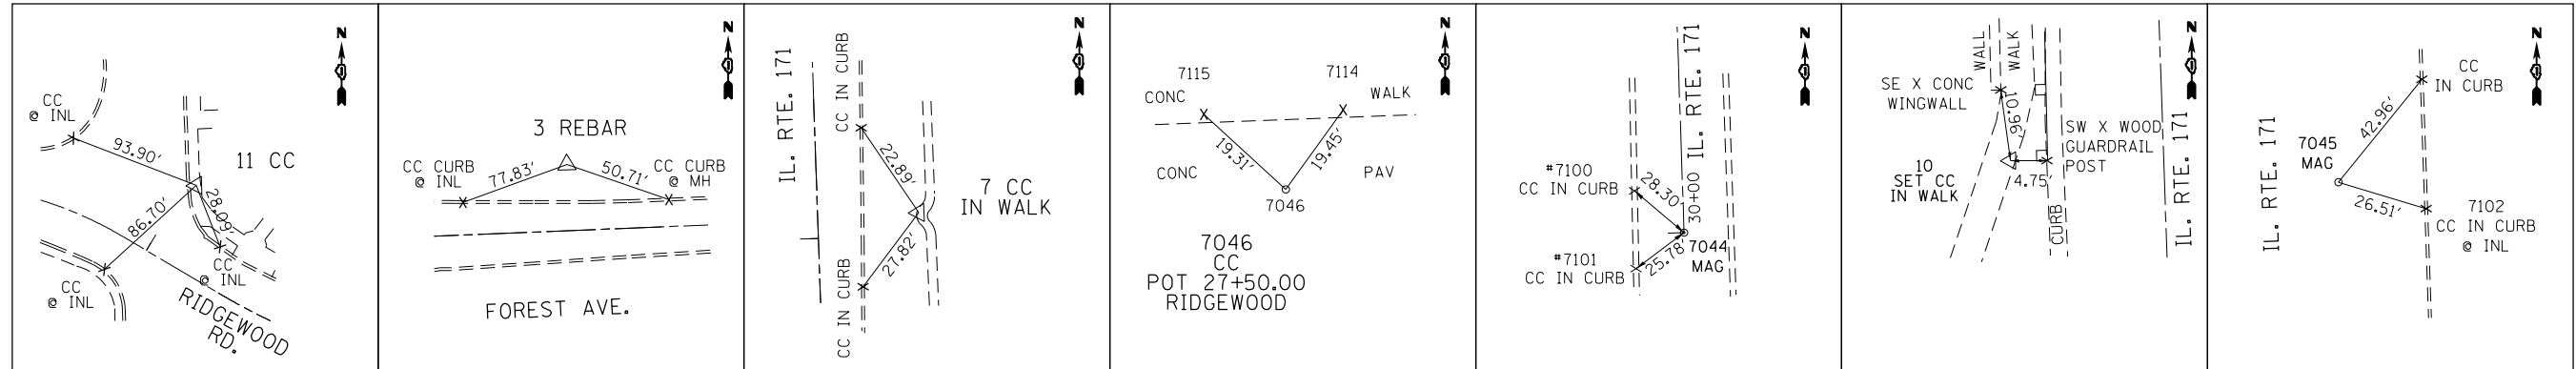 N
CC
@ INL
93.90'
11 CC
28.09'
86.70'
CC
@ INL
CC
@ INL
RIDGEWOOD
RD.
N
3 REBAR
CC CURB
@ INL
77.83'
50.71'
CC CURB
@ MH
FOREST AVE.
N
IL. RTE. 171
CC IN CURB
22.89'
7 CC
IN WALK
27.82'
CC IN CURB
N
7115
7114
CONC
WALK
19.31'
19.45'
CONC
PAV
7046
7046
CC
POT 27+50.00
RIDGEWOOD
N
30+00 IL. RTE. 171
#7100
CC IN CURB
28.30'
#7101
CC IN CURB
25.78'
7044
MAG
N
WALL
WALK
SE X CONC
WINGWALL
10.96'
SW X WOOD
GUARDRAIL
POST
10
SET CC
IN WALK
4.75'
CURB
IL. RTE. 171
N
CC
IN CURB
42.96'
IL. RTE. 171
7045
MAG
26.51'
7102
CC IN CURB
@ INL